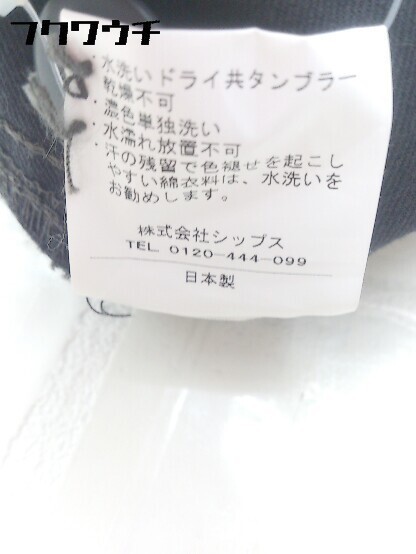 フクワウチ
・水洗いドライ共タンブラー
乾燥不可
・濃色単独洗い
・水濡れ放置不可
・汗の残留で色褪せを起こし
やすい綿衣料は、水洗いを
お勧めします。
株式会社シップス
TEL 0120-444-099
日本製